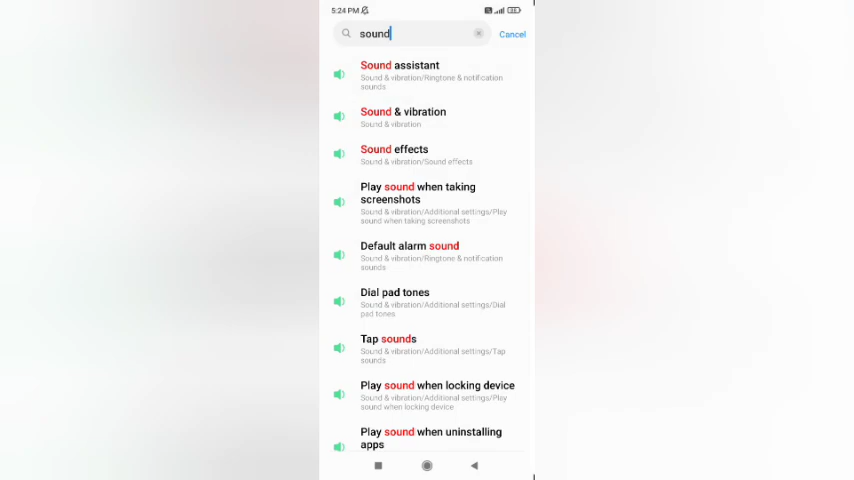 5:24 PM
sound
Cancel
Sound assistant
Sound & vibration/Ringtone & notification
sounds
Sound & vibration
Sound & vibration
Sound effects
Sound & vibration/Sound effects
Play sound when taking
screenshots
Sound & vibration/Additional settings/Play
sound when taking screenshots
Default alarm sound
Sound & vibration/Ringtone & notification
sounds
Dial pad tones
Sound & vibration/Additional settings/Dial
pad tones
Tap sounds
Sound & vibration/Additional settings/Tap
sounds
Play sound when locking device
Sound & vibration/Additional settings/Play
sound when locking device
Play sound when uninstalling
apps